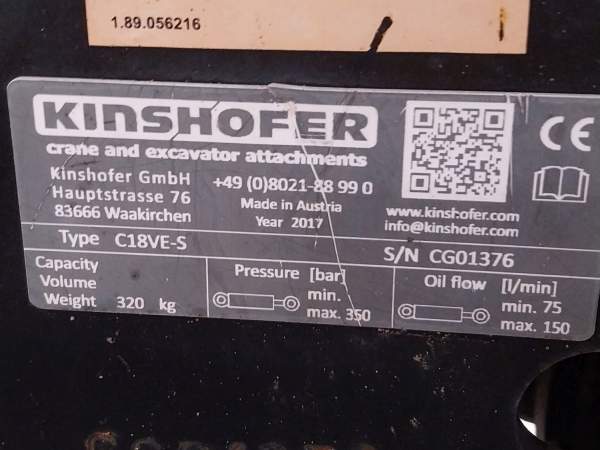 1.89.056216
KINSHOFER
crane and excavator attachments
Kinshofer GmbH
Hauptstrasse 76
83666 Waakirchen
+49 (0)8021-88 99 0
Made in Austria
Year 2017
CE
www.kinshofer.com
info@kinshofer.com
Type C18VE-S
S/N CG01376
Capacity
Volume
Weight 320 kg
Pressure [bar]
min.
max. 350
Oil flow [l/min]
min. 75
max. 150